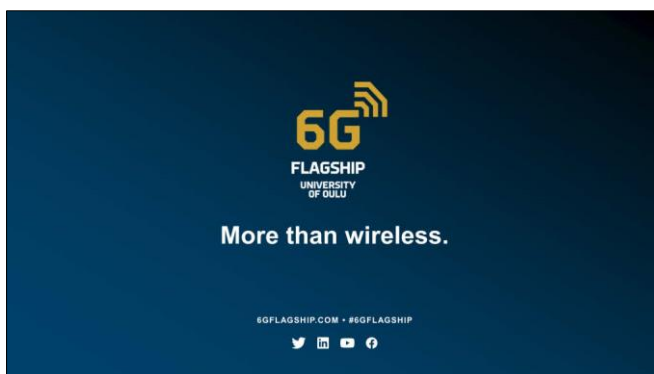 6G
FLAGSHIP
UNIVERSITY
OF OULU
More than wireless.
6GFLAGSHIP.COM • #6GFLAGSHIP